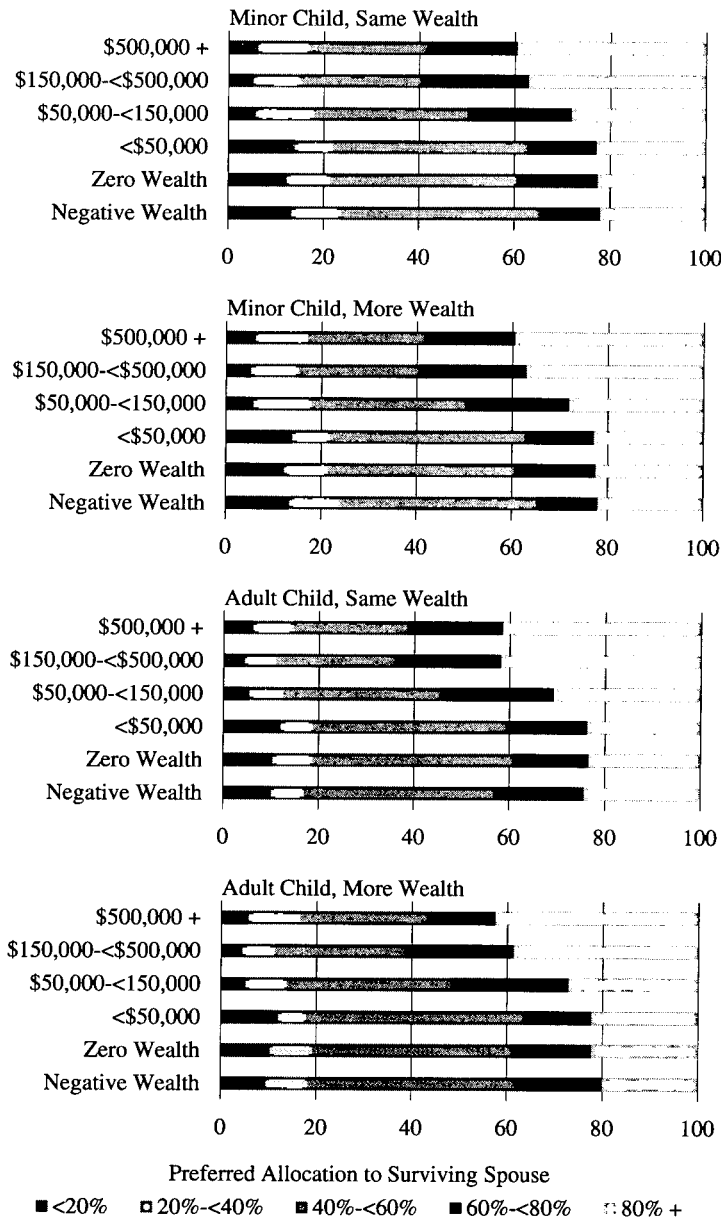 Minor Child, Same Wealth
$500,000 +
$150,000-<$500,000
$50,000-<150,000
<$50,000
Zero Wealth
Negative Wealth
0 20 40 60 80 100
Minor Child, More Wealth
$500,000 +
$150,000-<$500,000
$50,000-<150,000
<$50,000
Zero Wealth
Negative Wealth
0 20 40 60 80 100
Adult Child, Same Wealth
$500,000 +
$150,000-<$500,000
$50,000-<150,000
<$50,000
Zero Wealth
Negative Wealth
0 20 40 60 80 100
Adult Child, More Wealth
$500,000 +
$150,000-<$500,000
$50,000-<150,000
<$50,000
Zero Wealth
Negative Wealth
0 20 40 60 80 100
Preferred Allocation to Surviving Spouse
<20% 20%-<40% 40%-<60% 60%-<80% 80% +